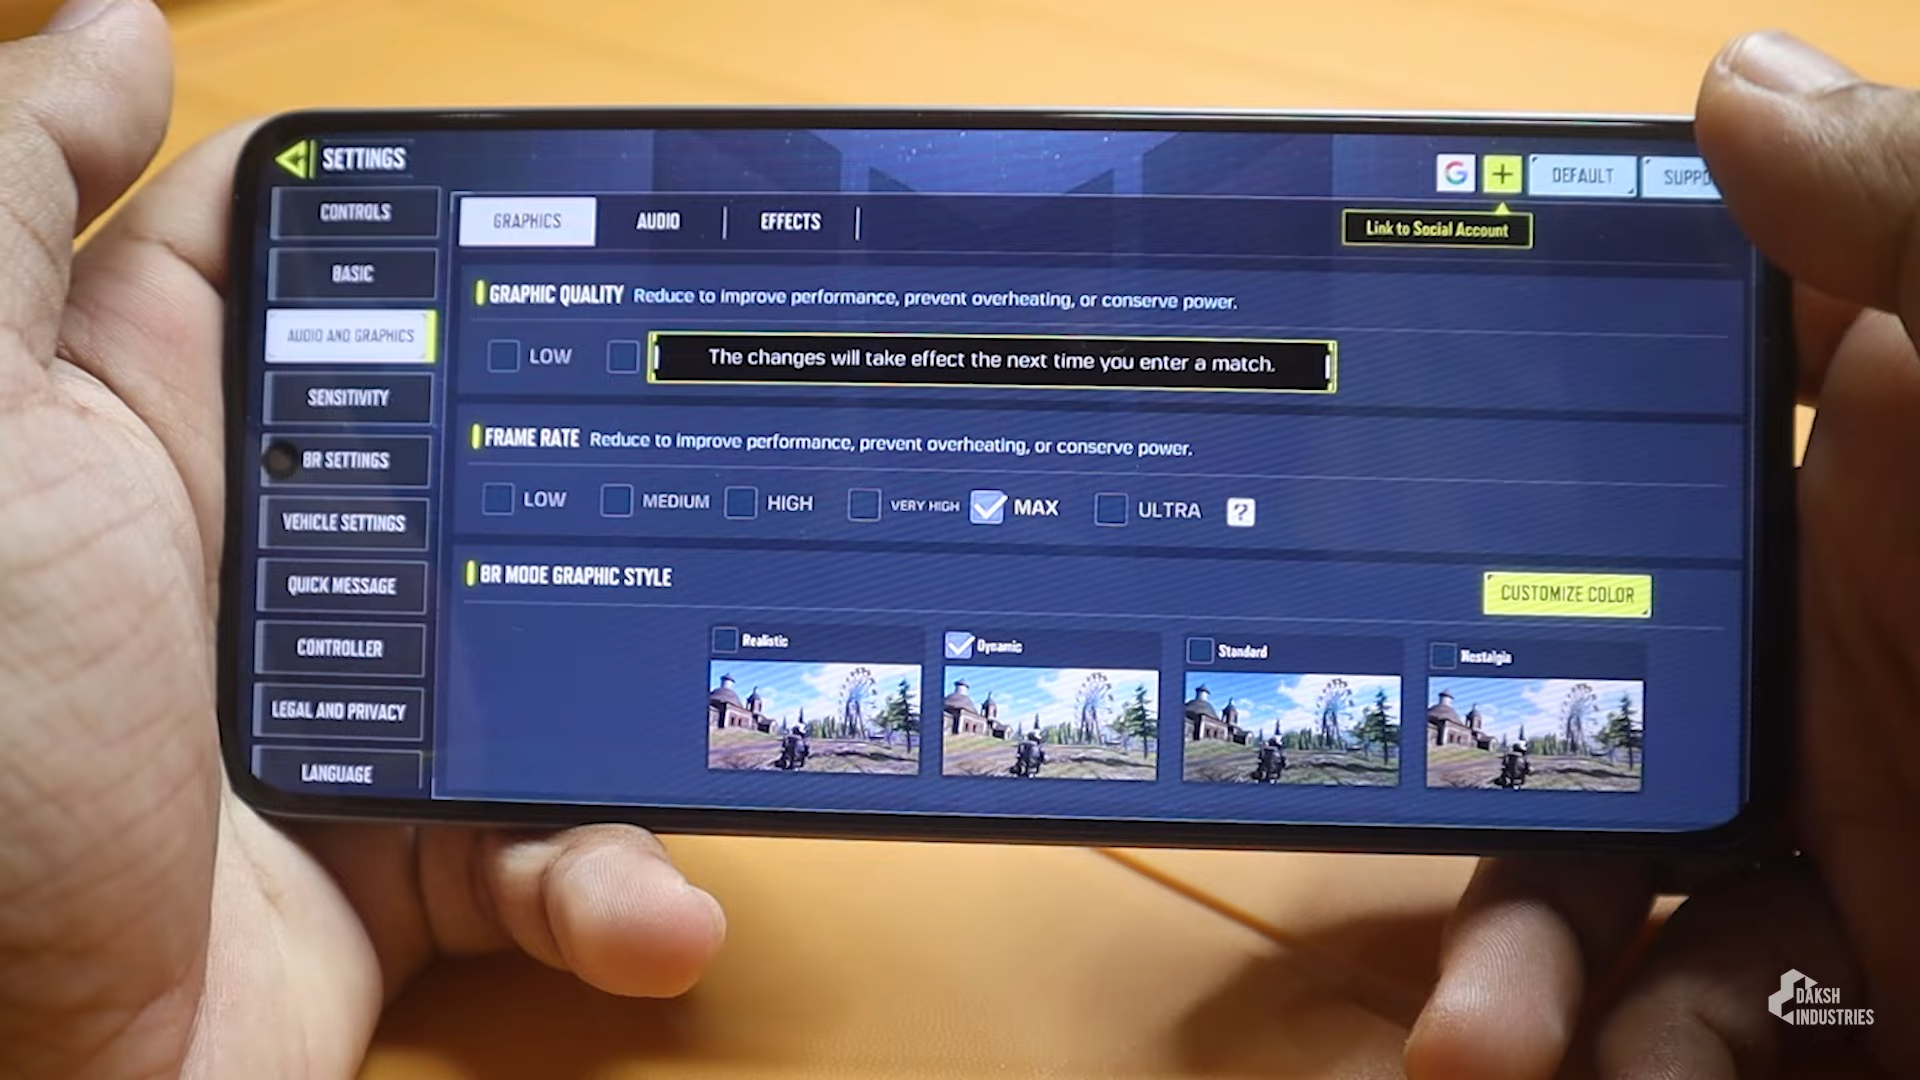 SETTINGS
DEFAULT
SUPPO
Link to Social Account
CONTROLS
BASIC
AUDIO AND GRAPHICS
SENSITIVITY
BR SETTINGS
VEHICLE SETTINGS
QUICK MESSAGE
CONTROLLER
LEGAL AND PRIVACY
LANGUAGE
GRAPHICS
AUDIO
EFFECTS
GRAPHIC QUALITY Reduce to improve performance, prevent overheating, or conserve power.
LOW
The changes will take effect the next time you enter a match.
FRAME RATE Reduce to improve performance, prevent overheating, or conserve power.
LOW MEDIUM HIGH VERY HIGH MAX ULTRA ?
BR MODE GRAPHIC STYLE
CUSTOMIZE COLOR
Realistic Dynamic Standard Nostalgia
DAKSH
INDUSTRIES